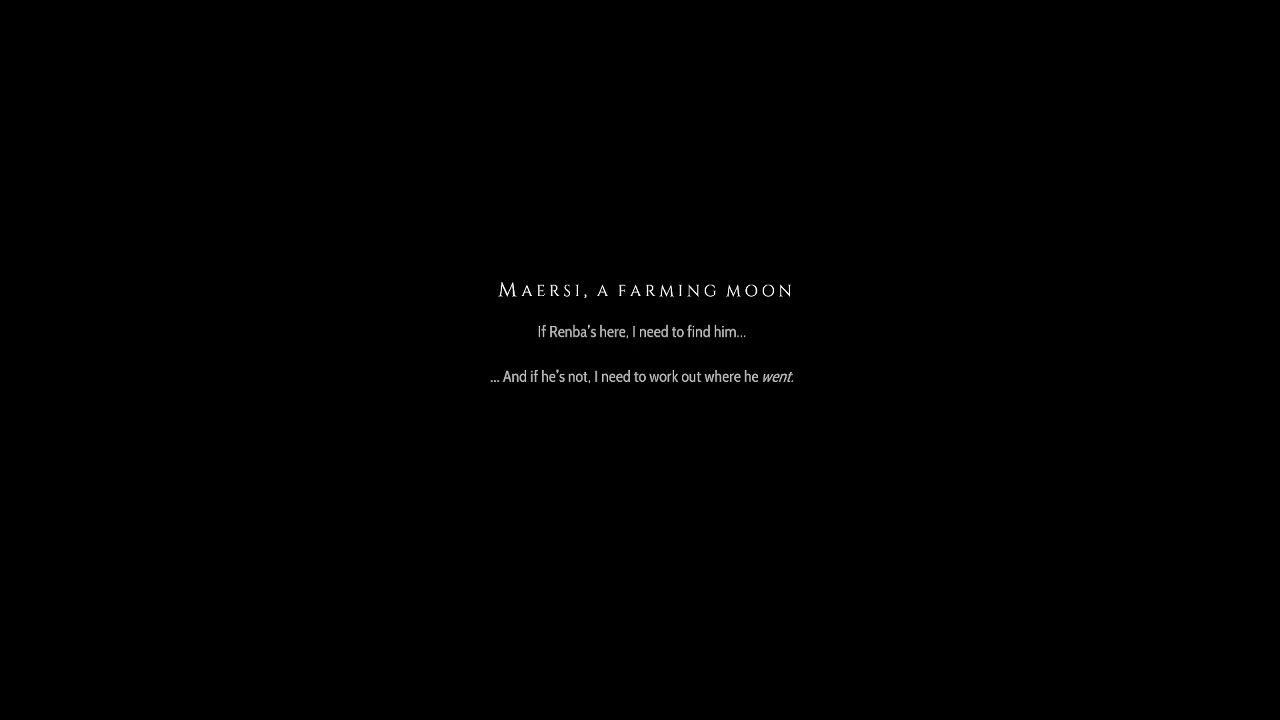 Maersi, a farming moon
If Renba's here, I need to find him...
... And if he's not, I need to work out where he went.